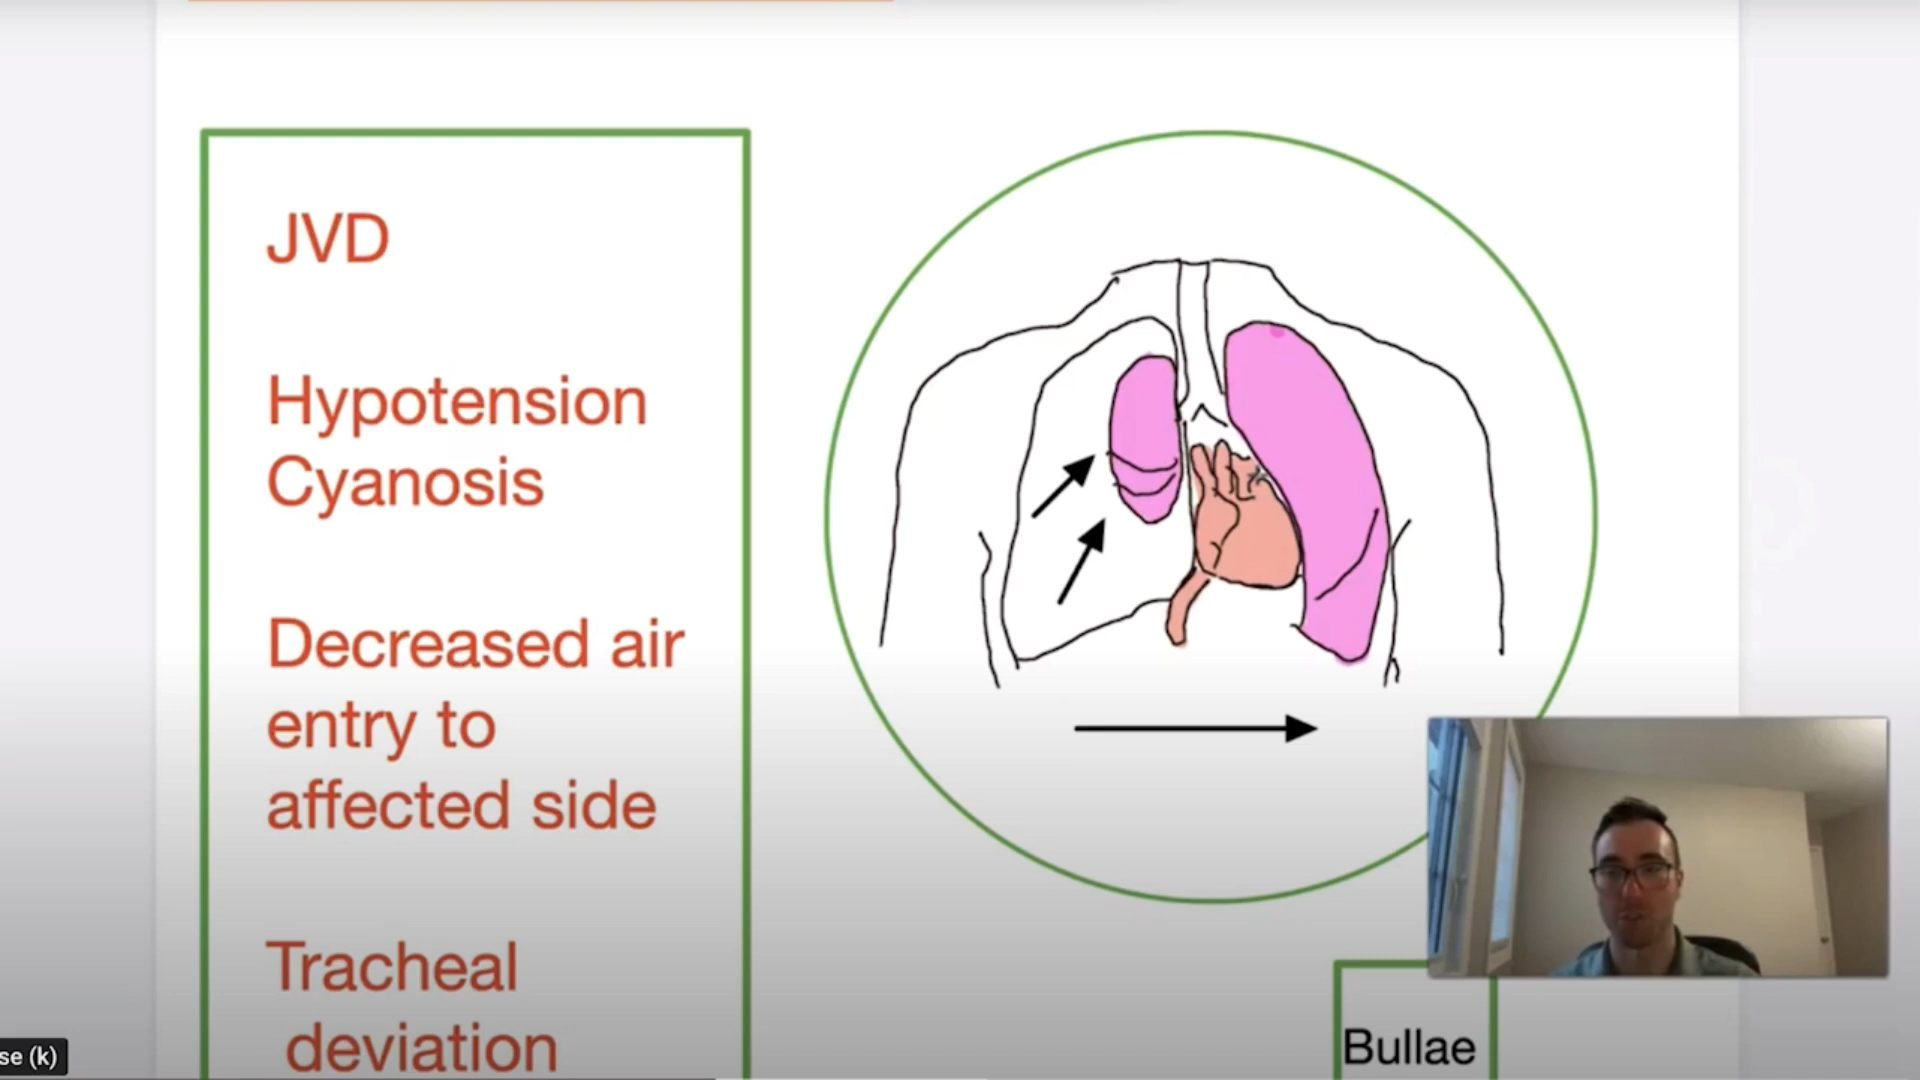 JVD
Hypotension
Cyanosis
Decreased air
entry to
affected side
Tracheal
deviation
Bullae
se (k)